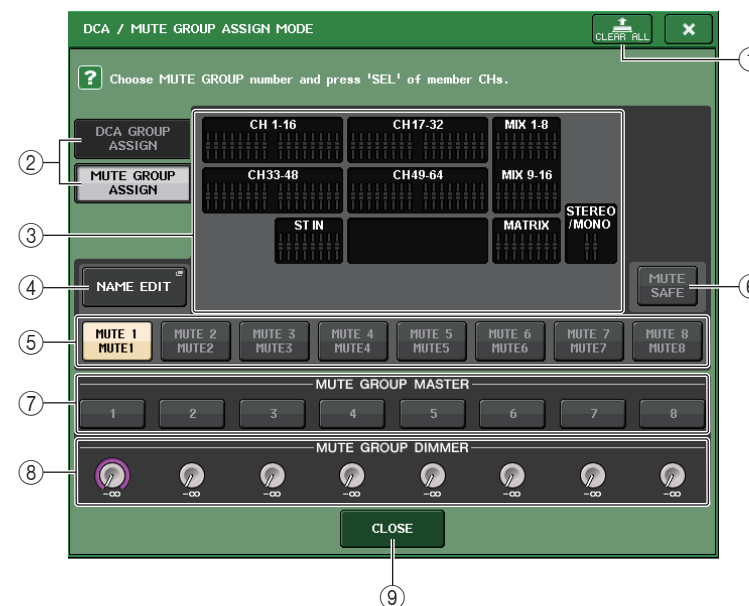 DCA / MUTE GROUP ASSIGN MODE
CLEAR ALL
? Choose MUTE GROUP number and press 'SEL' of member CHs.
DCA GROUP
ASSIGN
MUTE GROUP
ASSIGN
CH 1-16
CH17-32
MIX 1-8
CH33-48
CH49-64
MIX 9-16
ST IN
MATRIX
STEREO
/MONO
②
③
④
NAME EDIT
MUTE
SAFE
⑤
MUTE 1
MUTE1
MUTE 2
MUTE2
MUTE 3
MUTE3
MUTE 4
MUTE4
MUTE 5
MUTE5
MUTE 6
MUTE6
MUTE 7
MUTE7
MUTE 8
MUTE8
MUTE GROUP MASTER
⑦
1 2 3 4 5 6 7 8
MUTE GROUP DIMMER
⑧
-∞ -∞ -∞ -∞ -∞ -∞ -∞ -∞
CLOSE
⑨